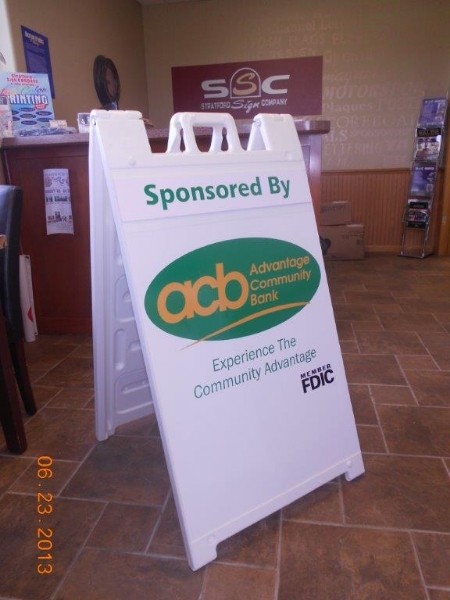 SSC
STRATFORD Sign COMPANY
PRINTING
Sponsored By
acb
Advantage
Community
Bank
Experience The
Community Advantage
MEMBER
FDIC
06.23.2013